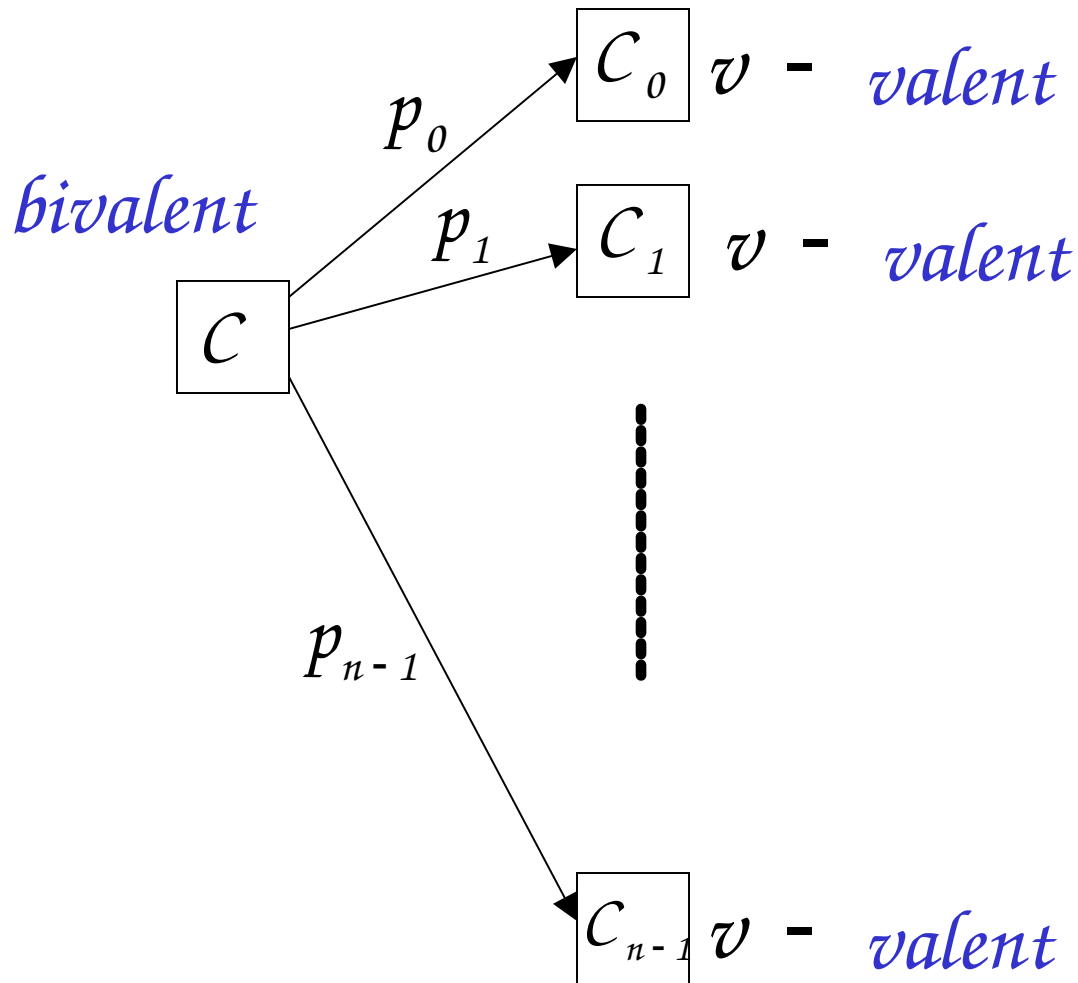 C₀ v - valent
p₀
bivalent
p₁
C₁ v - valent
C
pₙ₋₁
Cₙ₋₁ v - valent